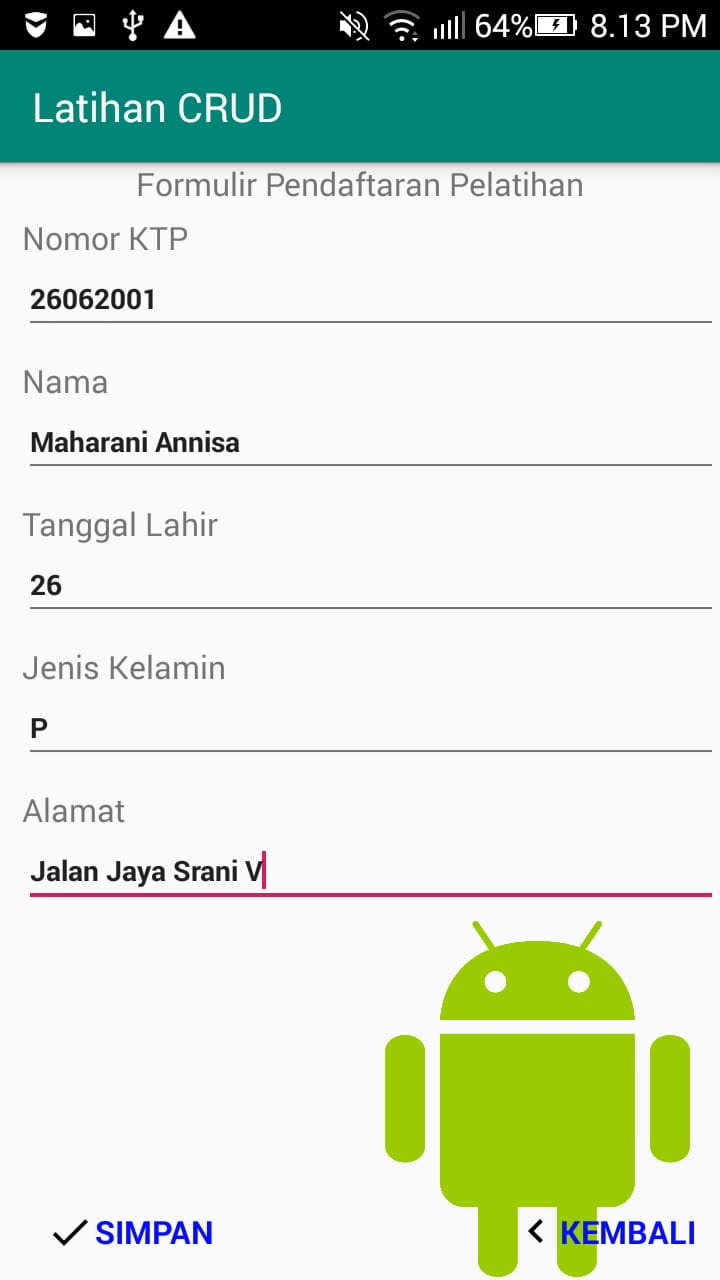 64% 8.13 PM
Latihan CRUD
Formulir Pendaftaran Pelatihan
Nomor KTP
26062001
Nama
Maharani Annisa
Tanggal Lahir
26
Jenis Kelamin
P
Alamat
Jalan Jaya Srani V
SIMPAN KEMBALI